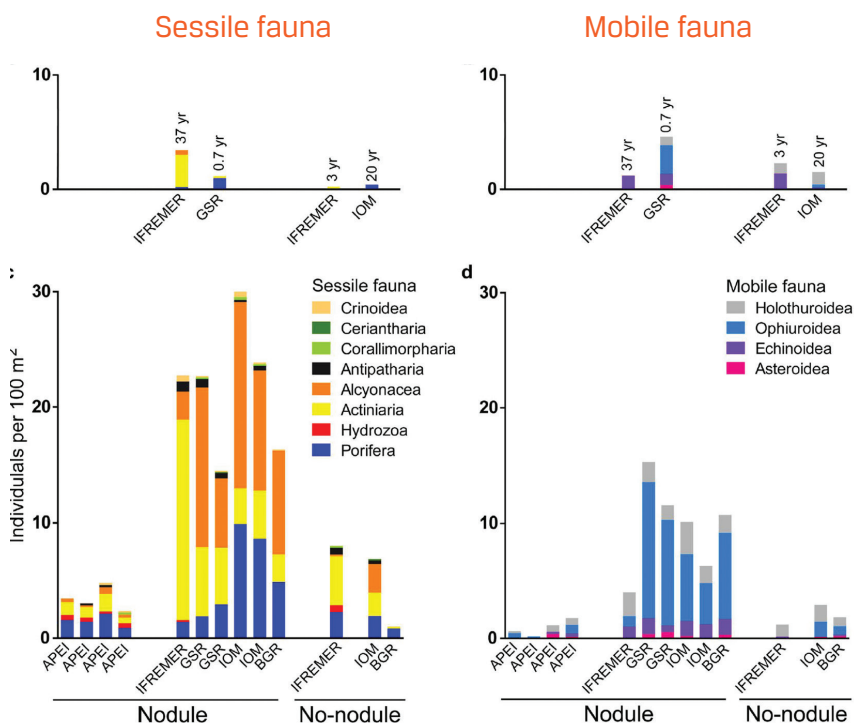 Sessile fauna
Mobile fauna
10
0
37 yr
0.7 yr
3 yr
20 yr
IFREMER
GSR
IFREMER
IOM
10
0
37 yr
0.7 yr
3 yr
20 yr
IFREMER
GSR
IFREMER
IOM
Individulals per 100 m-2
30
20
10
0
Sessile fauna
Crinoidea
Ceriantharia
Corallimorpharia
Antipatharia
Alcyonacea
Actiniaria
Hydrozoa
Porifera
APEI
APEI
APEI
APEI
IFREMER
GSR
GSR
IOM
IOM
BGR
IFREMER
IOM
BGR
Nodule
No-nodule
d
30
20
10
0
Mobile fauna
Holothuroidea
Ophiuroidea
Echinoidea
Asteroidea
APEI
APEI
APEI
APEI
IFREMER
GSR
GSR
IOM
IOM
BGR
IFREMER
IOM
BGR
Nodule
No-nodule